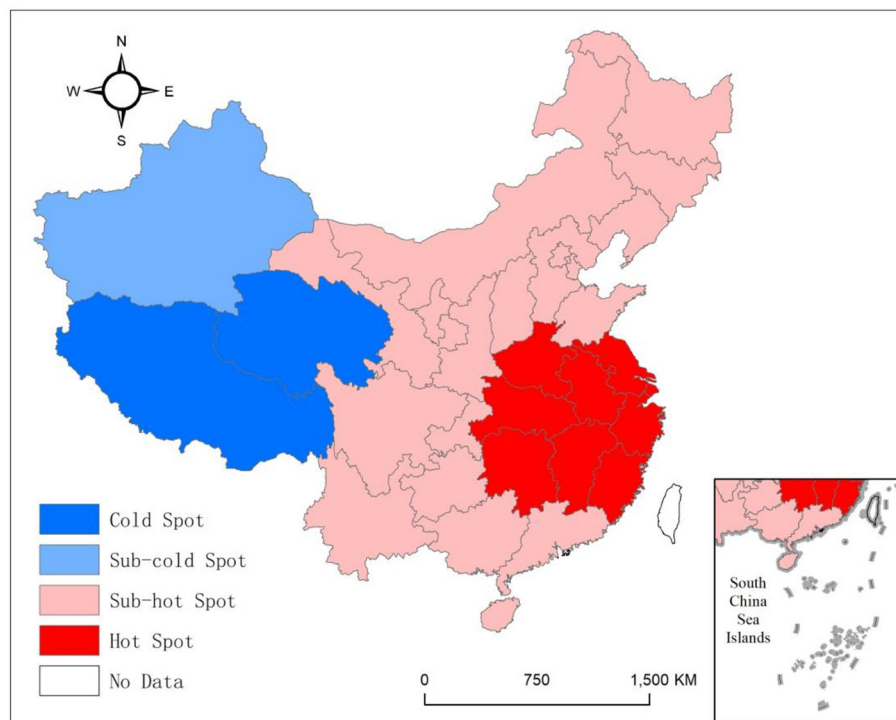 N
W E
S
Cold Spot
Sub-cold Spot
Sub-hot Spot
Hot Spot
No Data
0 750 1,500 KM
South
China
Sea
Islands